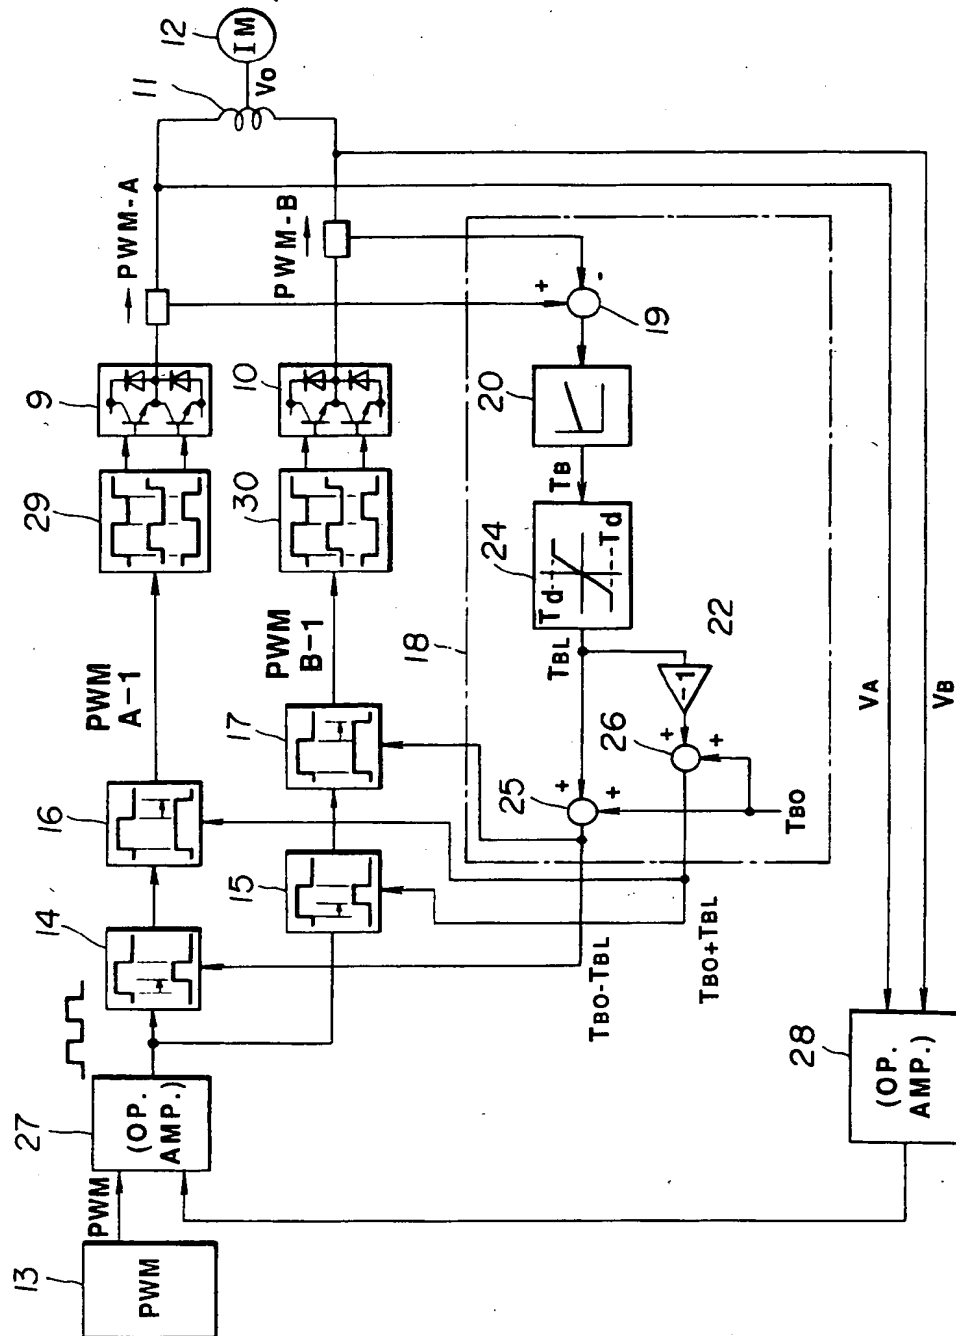 13
PWM
PWM
27
(OP.
AMP.)
14
16
PWM
A-1
29
9
PWM-A
11
12
IM
Vo
15
17
PWM
B-1
30
10
PWM-B
18
19
+
-
20
TB
24
Td
-Td
TBL
22
-1
25
+
+
26
+
+
TBO
TBO-TBL
TBO+TBL
VA
VB
28
(OP.
AMP.)